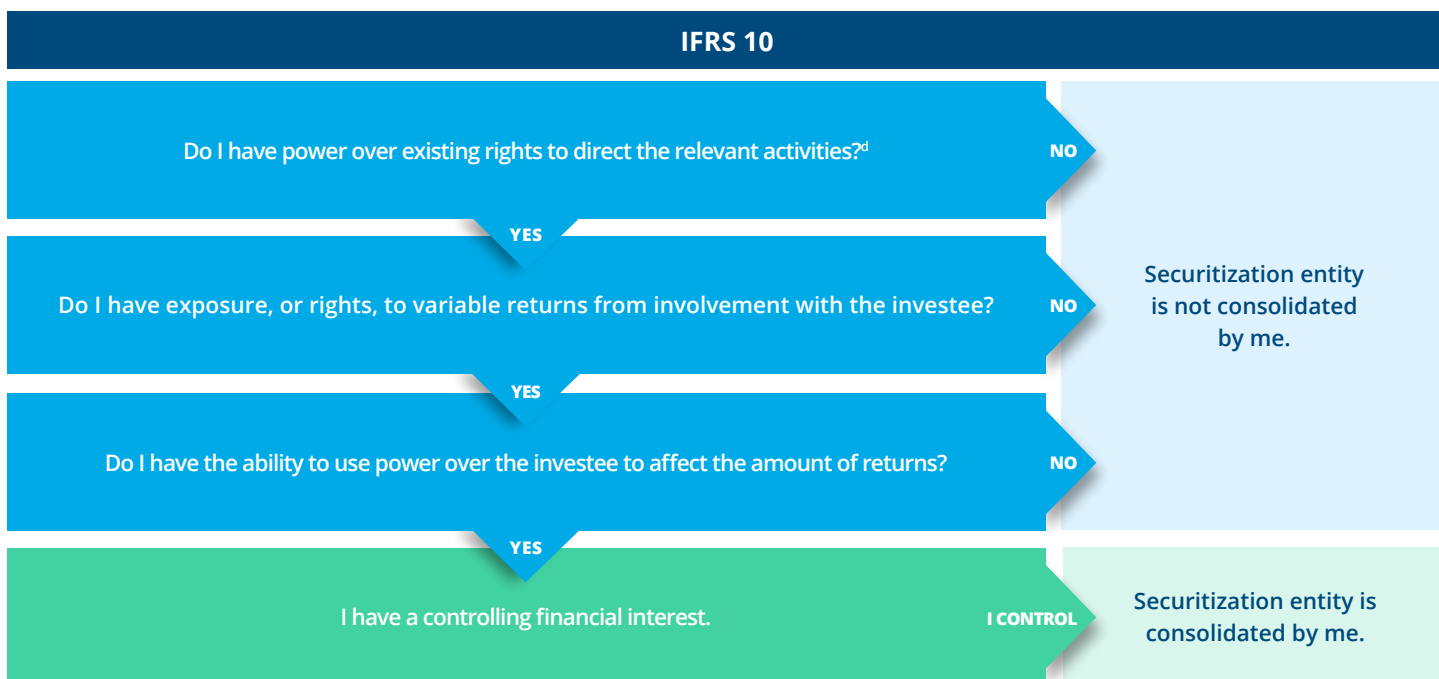 IFRS 10
Do I have power over existing rights to direct the relevant activities?d
NO
YES
Do I have exposure, or rights, to variable returns from involvement with the investee?
NO
Securitization entity
is not consolidated
by me.
YES
Do I have the ability to use power over the investee to affect the amount of returns?
NO
YES
I have a controlling financial interest.
I CONTROL
Securitization entity is
consolidated by me.